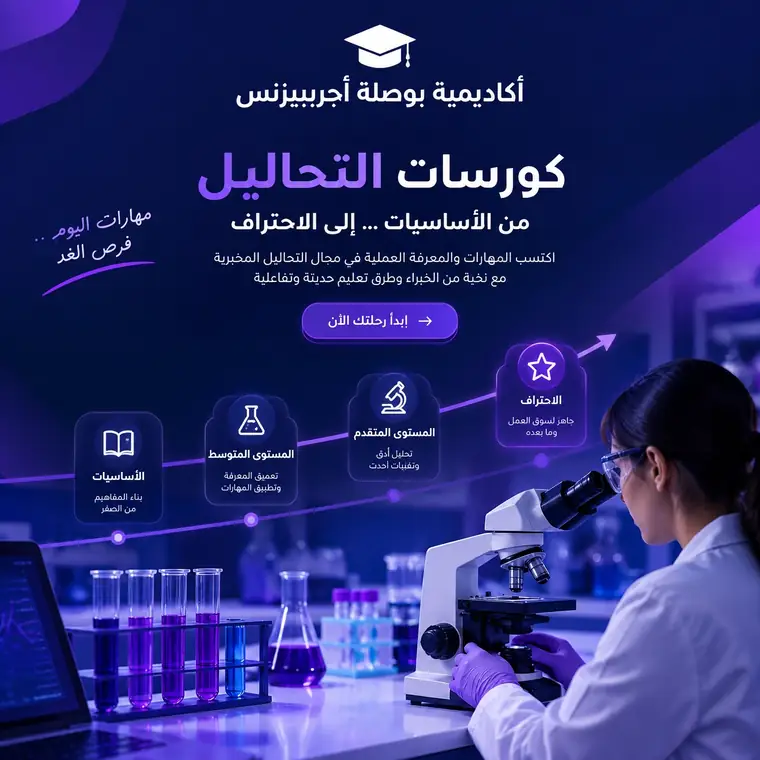 أكاديمية بوصلة أجرببيزنس
كورسات التحاليل
من الأساسيات ... إلى الاحتراف
مهارات اليوم ..
فرص الغد
اكتسب المهارات والمعرفة العملية في مجال التحاليل المخبرية
مع نخبة من الخبراء وطرق تعليم حديثة وتفاعلية
إبدأ رحلتك الأن →
الاحتراف
جاهز لسوق العمل
وما بعده
المستوى المتقدم
تحليل أدق
وتقنيات أحدث
المستوى المتوسط
تعميق المعرفة
وتطبيق المهارات
الأساسيات
بناء المفاهيم
من الصفر